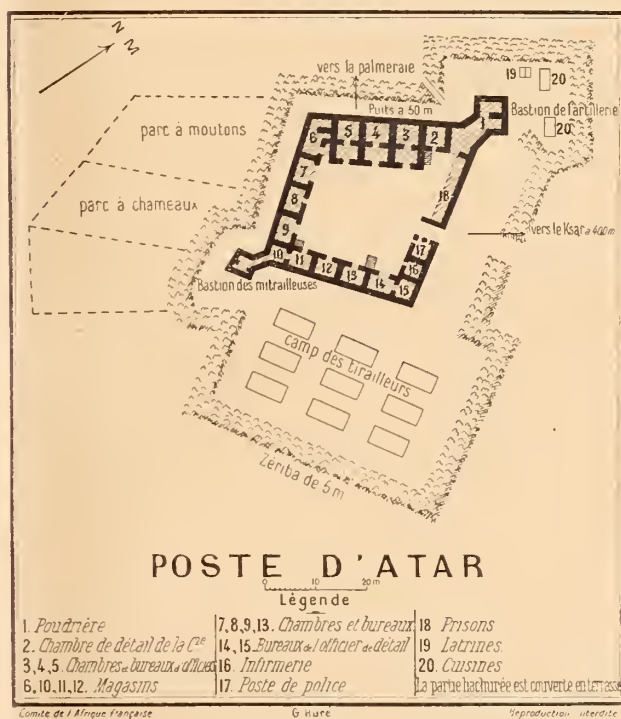 N
vers la palmeraie
Puits à 50 m
19 20
Bastion de l'artillerie
20
parc à moutons
parc à chameaux
1
6 5 4 3 2
7
8
9
18
vers le Ksar à 400m
17
16
10 11 12 13 14 15
Bastion des mitrailleuses
camp des tirailleurs
Zériba de 5 m
POSTE D'ATAR
0 10 20m
Légende
1. Poudrière
2. Chambre de détail de la Cie
3,4,5. Chambres et bureaux d'officiers
6,10,11,12. Magasins
7,8,9,13. Chambres et bureaux
14,15. Bureaux de l'officier de détail
16. Infirmerie
17. Poste de police
18 Prisons
19 Latrines
20. Cuisines
La partie hachurée est couverte en terrasse
Comité de l'Afrique française
G. Huré
Reproduction interdite